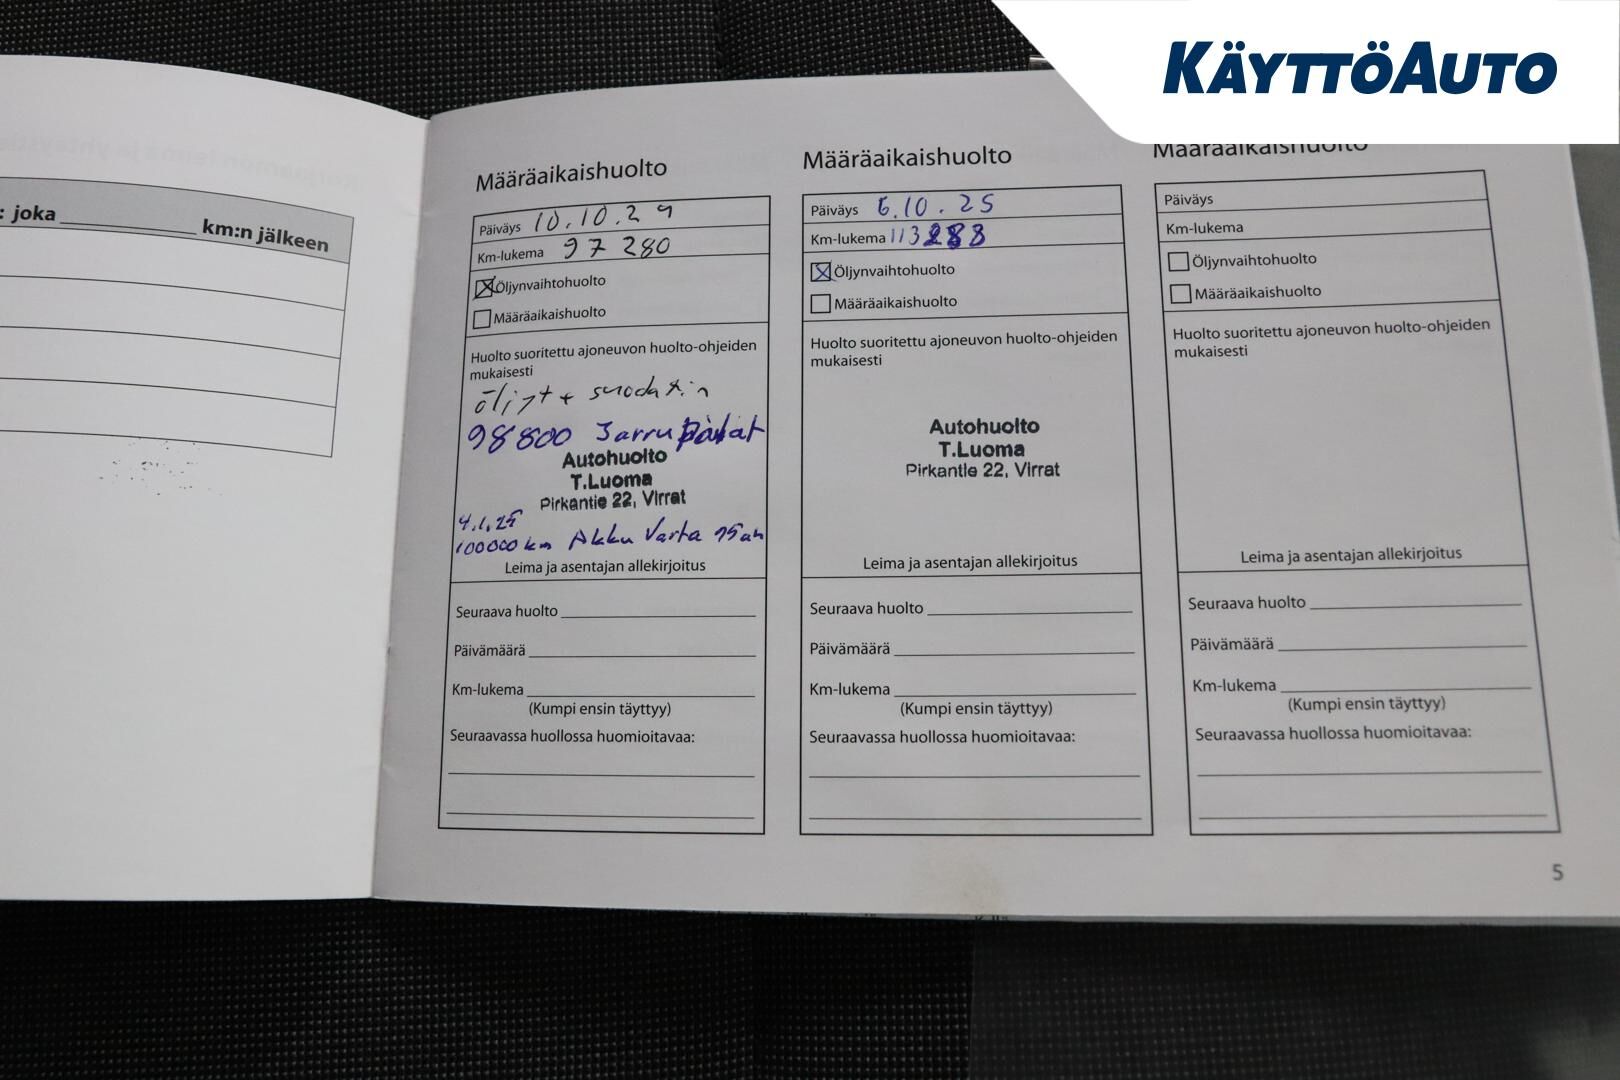 KÄYTTÖAUTO
: joka ________ km:n jälkeen
Määräaikaishuolto
Päiväys 10.10.24
Km-lukema 97 280
Öljynvaihtohuolto
Määräaikaishuolto
Huolto suoritettu ajoneuvon huolto-ohjeiden
mukaisesti
öljyt + suodatin
98800 Jarrupalat
Autohuolto
T.Luoma
Pirkantie 22, Virrat
4.1.25
100000 km Akku Varta 95ah
Leima ja asentajan allekirjoitus
Seuraava huolto
Päivämäärä
Km-lukema
(Kumpi ensin täyttyy)
Seuraavassa huollossa huomioitavaa:
Määräaikaishuolto
Päiväys 6.10.25
Km-lukema
Öljynvaihtohuolto
Määräaikaishuolto
Huolto suoritettu ajoneuvon huolto-ohjeiden
mukaisesti
Autohuolto
T.Luoma
Pirkantie 22, Virrat
Leima ja asentajan allekirjoitus
Seuraava huolto
Päivämäärä
Km-lukema
(Kumpi ensin täyttyy)
Seuraavassa huollossa huomioitavaa:
Määräaikaishuolto
Päiväys
Km-lukema
Öljynvaihtohuolto
Määräaikaishuolto
Huolto suoritettu ajoneuvon huolto-ohjeiden
mukaisesti
Leima ja asentajan allekirjoitus
Seuraava huolto
Päivämäärä
Km-lukema
(Kumpi ensin täyttyy)
Seuraavassa huollossa huomioitavaa:
5